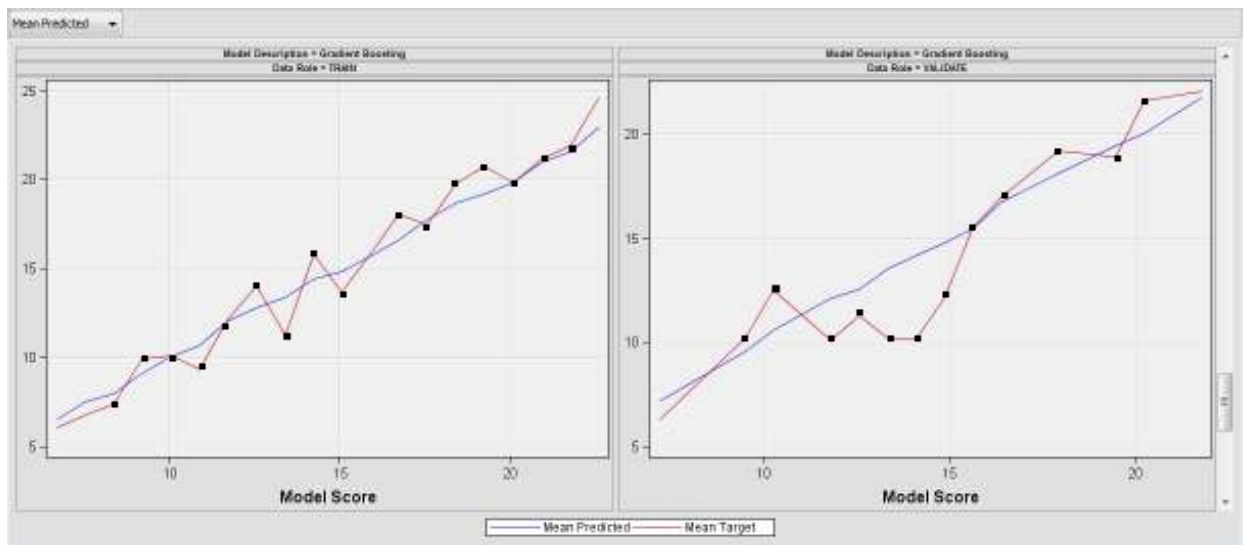 Mean Predicted
Model Description = Gradient Boosting
Data Role = TRAIN
25
20
15
10
5
10
15
20
Model Score
Model Description = Gradient Boosting
Data Role = VALIDATE
20
15
10
5
10
15
20
Model Score
Mean Predicted
Mean Target